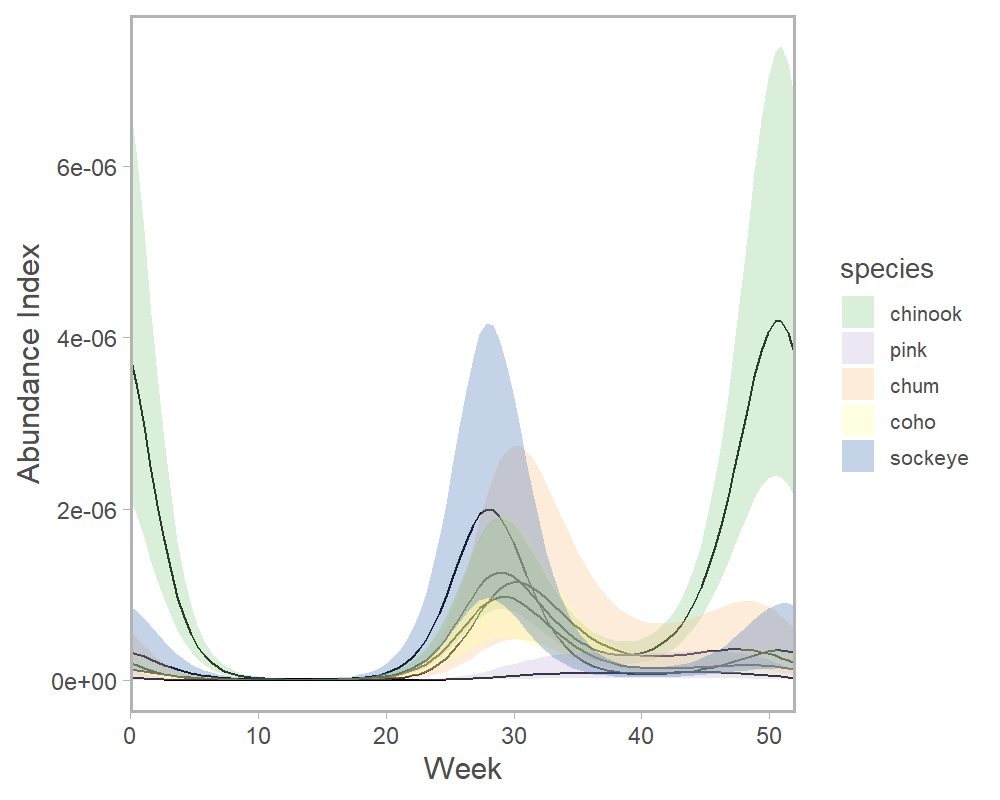 Abundance Index
6e-06
4e-06
2e-06
0e+00
0 10 20 30 40 50
Week
species
chinook
pink
chum
coho
sockeye